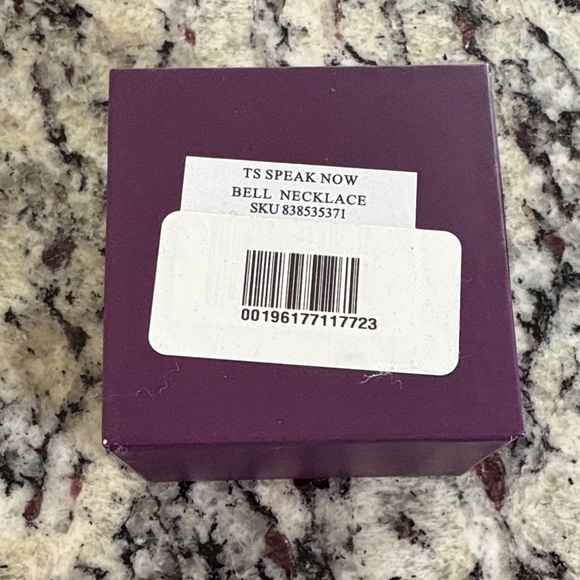 TS SPEAK NOW
BELL NECKLACE
SKU 838535371
00196177117723